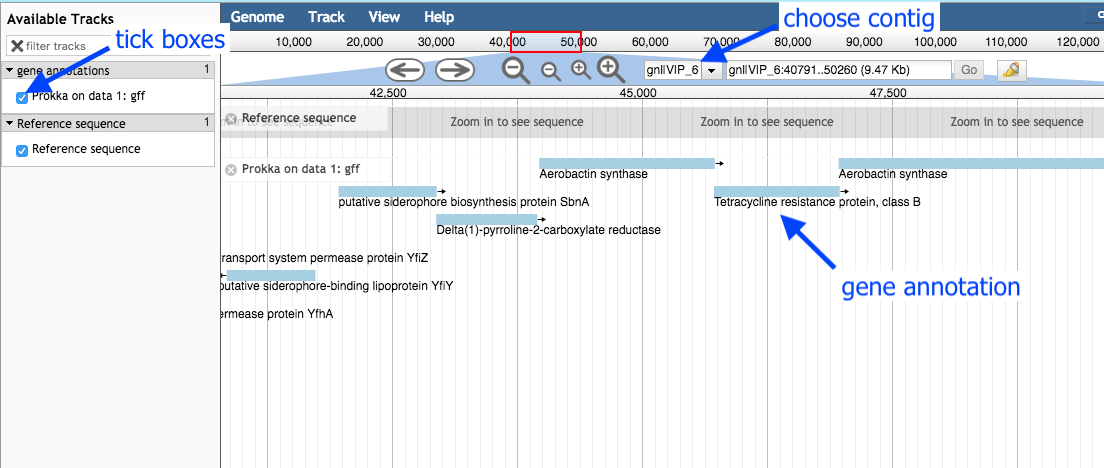 Available Tracks
filter tracks
gene annotations 1
Prokka on data 1: gff
Reference sequence 1
Reference sequence
tick boxes
Genome Track View Help
choose contig
10,000 20,000 30,000 40,000 50,000 60,000 70,000 80,000 90,000 100,000 110,000 120,000
gnl|VIP_6 gnl|VIP_6:40791..50260 (9.47 Kb) Go
42,500 45,000 47,500
Reference sequence
Zoom in to see sequence Zoom in to see sequence Zoom in to see sequence
Prokka on data 1: gff
Aerobactin synthase Aerobactin synthase
putative siderophore biosynthesis protein SbnA Tetracycline resistance protein, class B
Delta(1)-pyrroline-2-carboxylate reductase
transport system permease protein YfiZ
putative siderophore-binding lipoprotein YfiY
permease protein YfhA
gene annotation